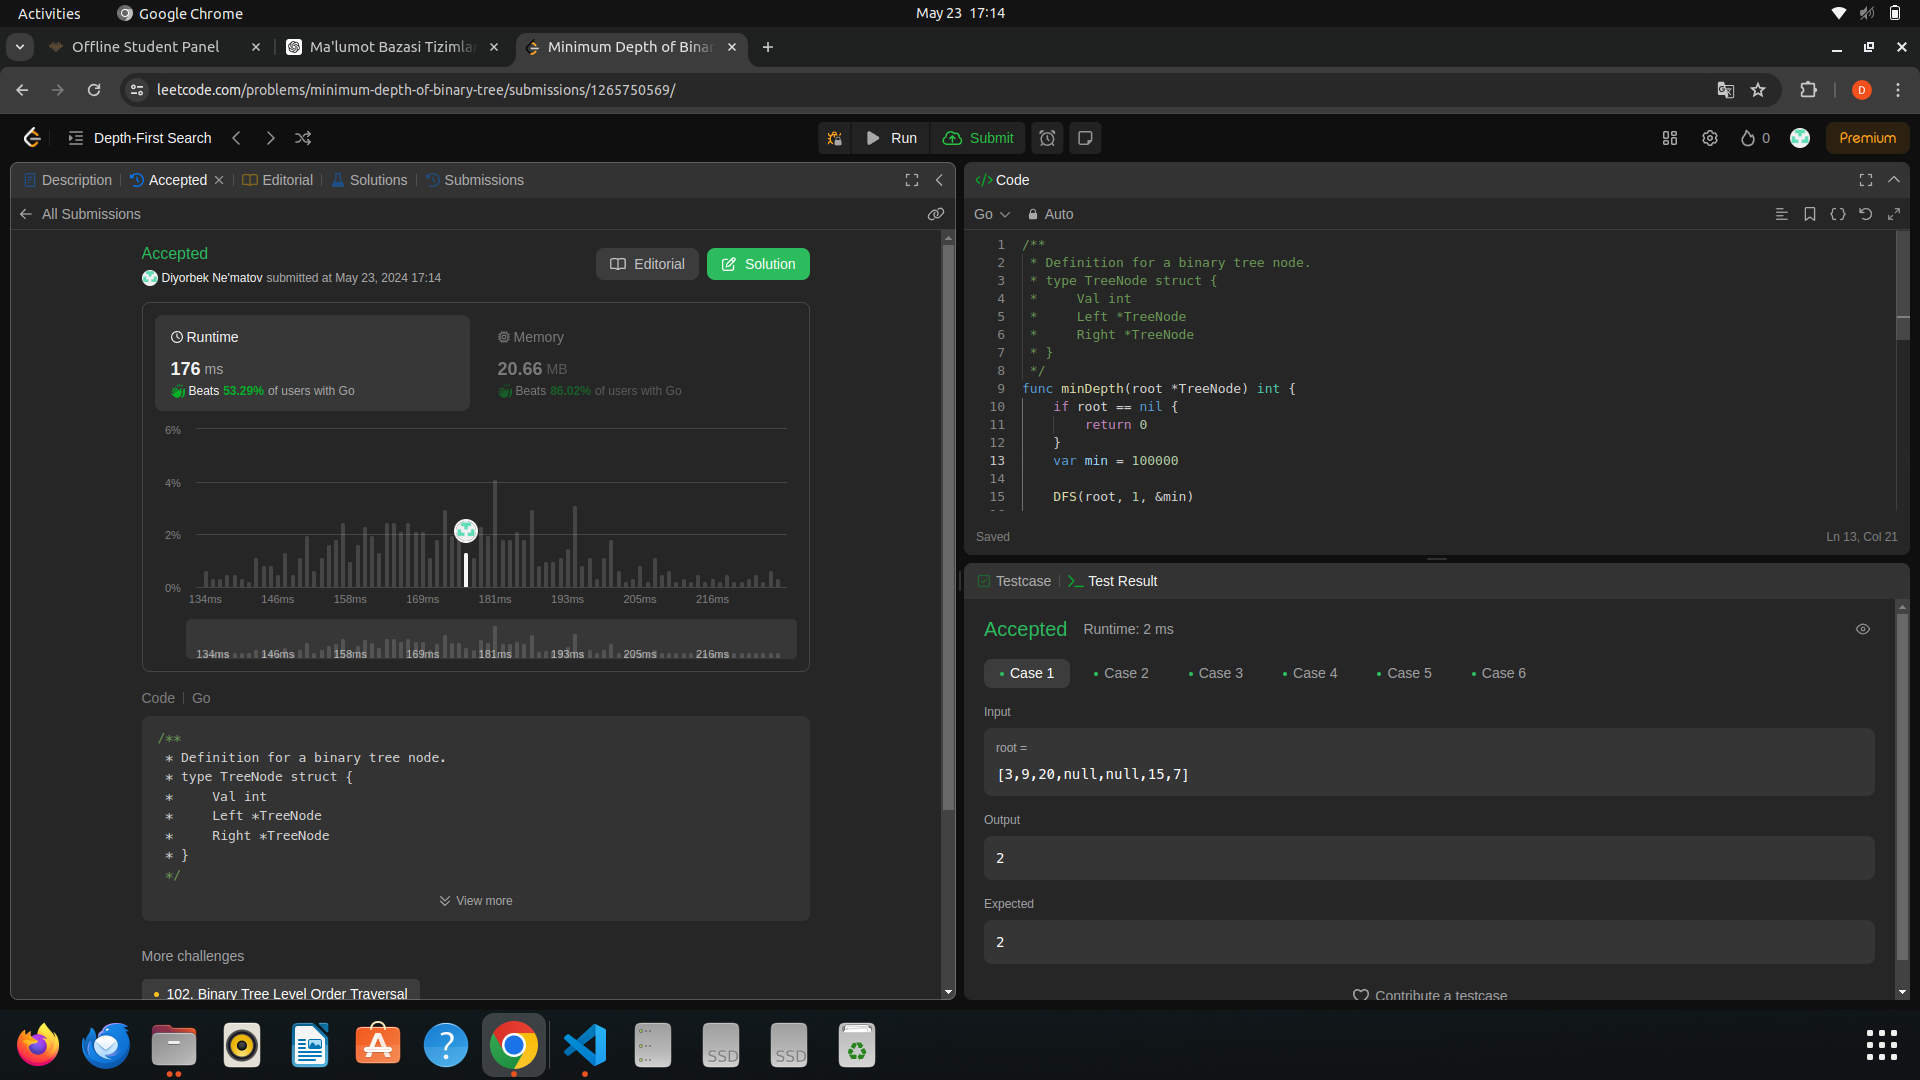 Activities
Google Chrome
May 23 17:14
Offline Student Panel
Ma'lumot Bazasi Tizimla
Minimum Depth of Bina
leetcode.com/problems/minimum-depth-of-binary-tree/submissions/1265750569/
D
Depth-First Search
Run
Submit
0
Premium
Description
Accepted
Editorial
Solutions
Submissions
All Submissions
Accepted
Diyorbek Ne'matov submitted at May 23, 2024 17:14
Editorial
Solution
Runtime
176 ms
Beats 53.29% of users with Go
Memory
20.66 MB
Beats 86.02% of users with Go
6%
4%
2%
0%
134ms 146ms 158ms 169ms 181ms 193ms 205ms 216ms
134ms 146ms 158ms 169ms 181ms 193ms 205ms 216ms
Code | Go
/**
* Definition for a binary tree node.
* type TreeNode struct {
* Val int
* Left *TreeNode
* Right *TreeNode
* }
*/
View more
More challenges
102. Binary Tree Level Order Traversal
</> Code
Go
Auto
1 /**
2 * Definition for a binary tree node.
3 * type TreeNode struct {
4 * Val int
5 * Left *TreeNode
6 * Right *TreeNode
7 * }
8 */
9 func minDepth(root *TreeNode) int {
10 if root == nil {
11 return 0
12 }
13 var min = 100000
14
15 DFS(root, 1, &min)
Saved
Ln 13, Col 21
Testcase
Test Result
Accepted
Runtime: 2 ms
Case 1
Case 2
Case 3
Case 4
Case 5
Case 6
Input
root =
[3,9,20,null,null,15,7]
Output
2
Expected
2
Contribute a testcase
SSD
SSD